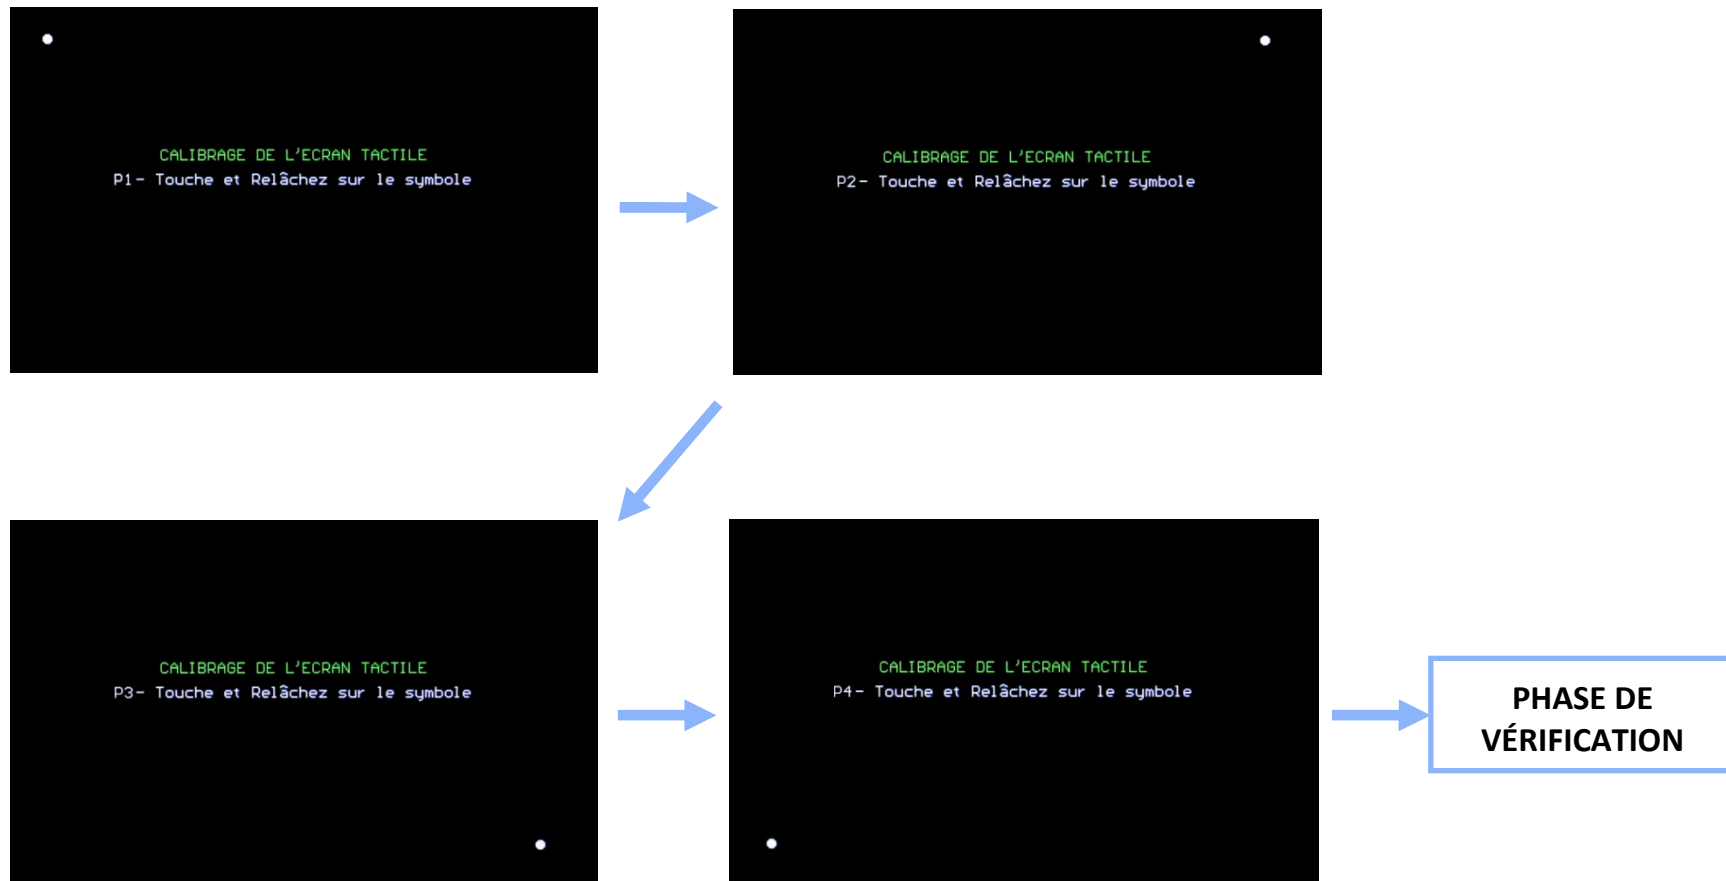 CALIBRAGE DE L'ECRAN TACTILE
P1- Touche et Relâchez sur le symbole
CALIBRAGE DE L'ECRAN TACTILE
P2- Touche et Relâchez sur le symbole
CALIBRAGE DE L'ECRAN TACTILE
P3- Touche et Relâchez sur le symbole
CALIBRAGE DE L'ECRAN TACTILE
P4- Touche et Relâchez sur le symbole
PHASE DE
VÉRIFICATION